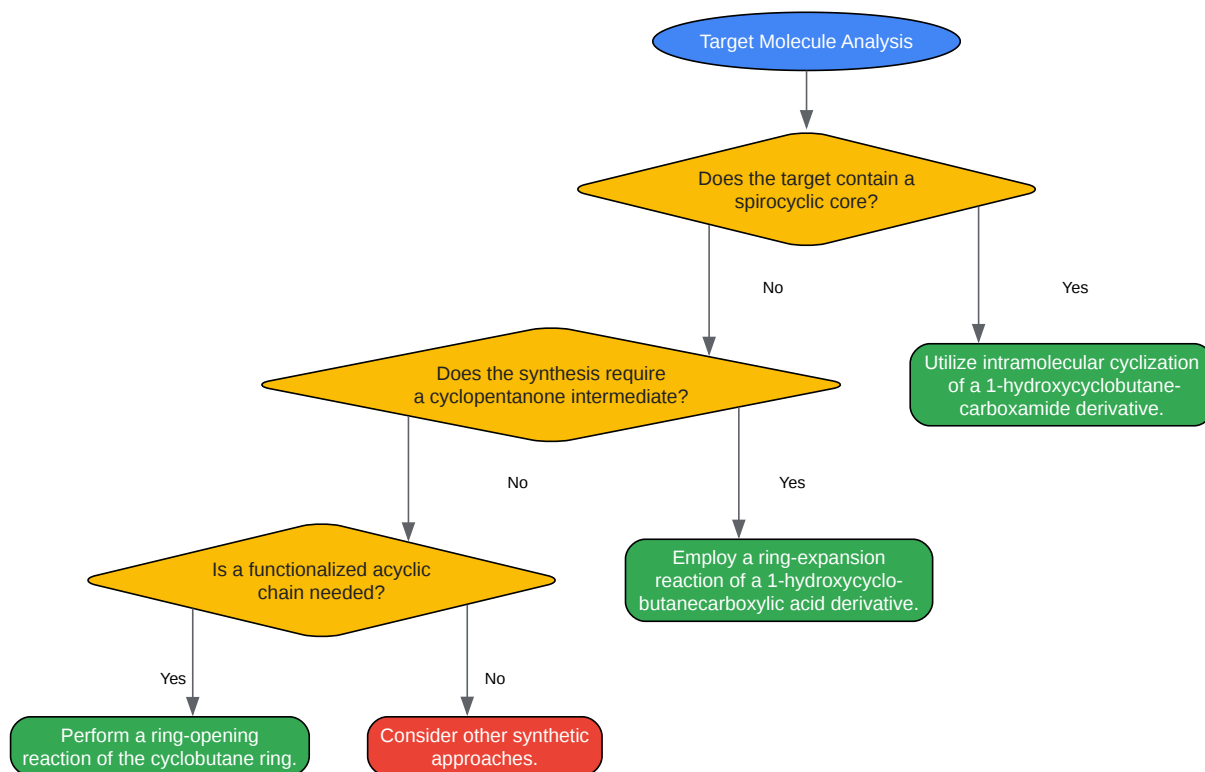 Target Molecule Analysis
Does the target contain a
spirocyclic core?
No
Yes
Does the synthesis require
a cyclopentanone intermediate?
Utilize intramolecular cyclization
of a 1-hydroxycyclobutane-
carboxamide derivative.
No
Yes
Is a functionalized acyclic
chain needed?
Employ a ring-expansion
reaction of a 1-hydroxycyclo-
butanecarboxylic acid derivative.
Yes
No
Perform a ring-opening
reaction of the cyclobutane ring.
Consider other synthetic
approaches.